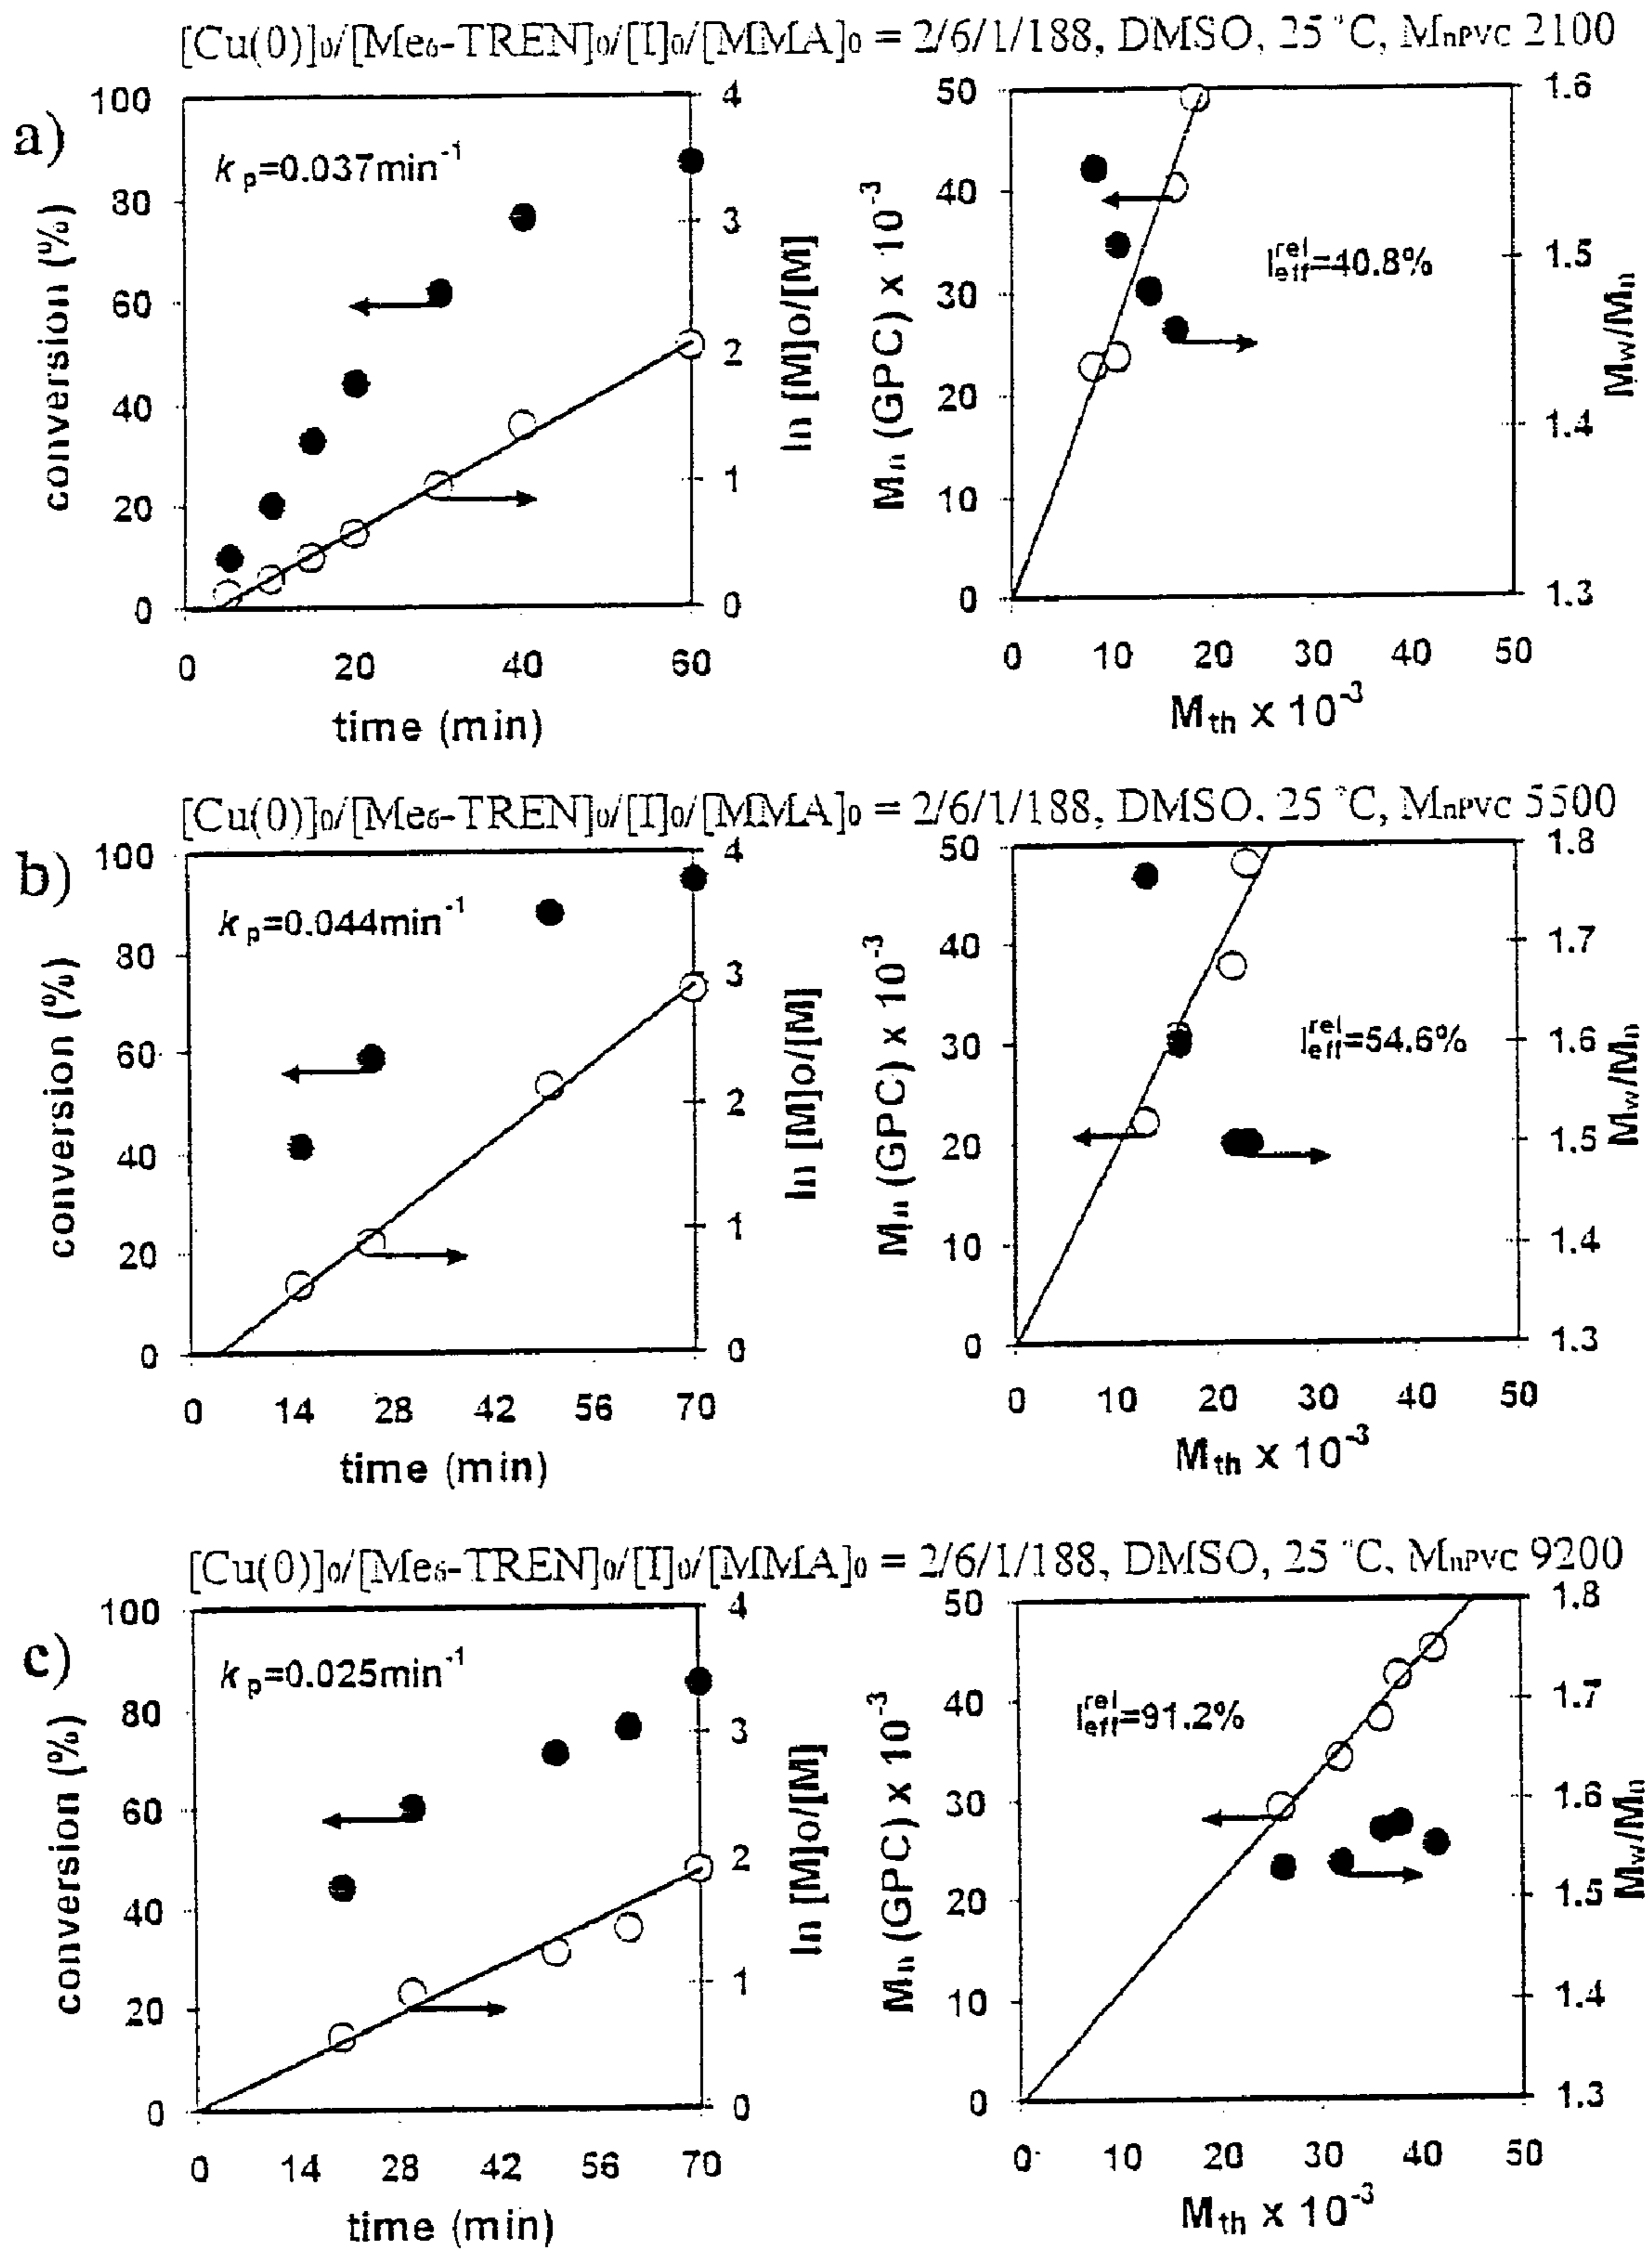 [Cu(0)]0/[Me6-TREN]0/[I]0/[MMA]0 = 2/6/1/188, DMSO, 25 °C, MnPVC 2100
a)
100
80
60
40
20
0
conversion (%)
kp=0.037min-1
4
3
2
1
0
ln [M]o/[M]
0 20 40 60
time (min)
50
40
30
20
10
0
Mn (GPC) x 10-3
Ieffrel=40.8%
1.6
1.5
1.4
1.3
Mw/Mn
0 10 20 30 40 50
Mth x 10-3
[Cu(0)]0/[Me6-TREN]0/[I]0/[MMA]0 = 2/6/1/188, DMSO. 25 °C, MnPVC 5500
b)
100
80
60
40
20
0
conversion (%)
kp=0.044min-1
4
3
2
1
0
ln [M]o/[M]
0 14 28 42 56 70
time (min)
50
40
30
20
10
0
Mn (GPC) x 10-3
Ieffrel=54.6%
1.8
1.7
1.6
1.5
1.4
1.3
Mw/Mn
0 10 20 30 40 50
Mth x 10-3
[Cu(0)]0/[Me6-TREN]0/[I]0/[MMA]0 = 2/6/1/188, DMSO, 25 °C. MnPVC 9200
c)
100
80
60
40
20
0
conversion (%)
kp=0.025min-1
4
3
2
1
0
ln [M]o/[M]
0 14 28 42 56 70
time (min)
50
40
30
20
10
0
Mn (GPC) x 10-3
Ieffrel=91.2%
1.8
1.7
1.6
1.5
1.4
1.3
Mw/Mn
0 10 20 30 40 50
Mth x 10-3